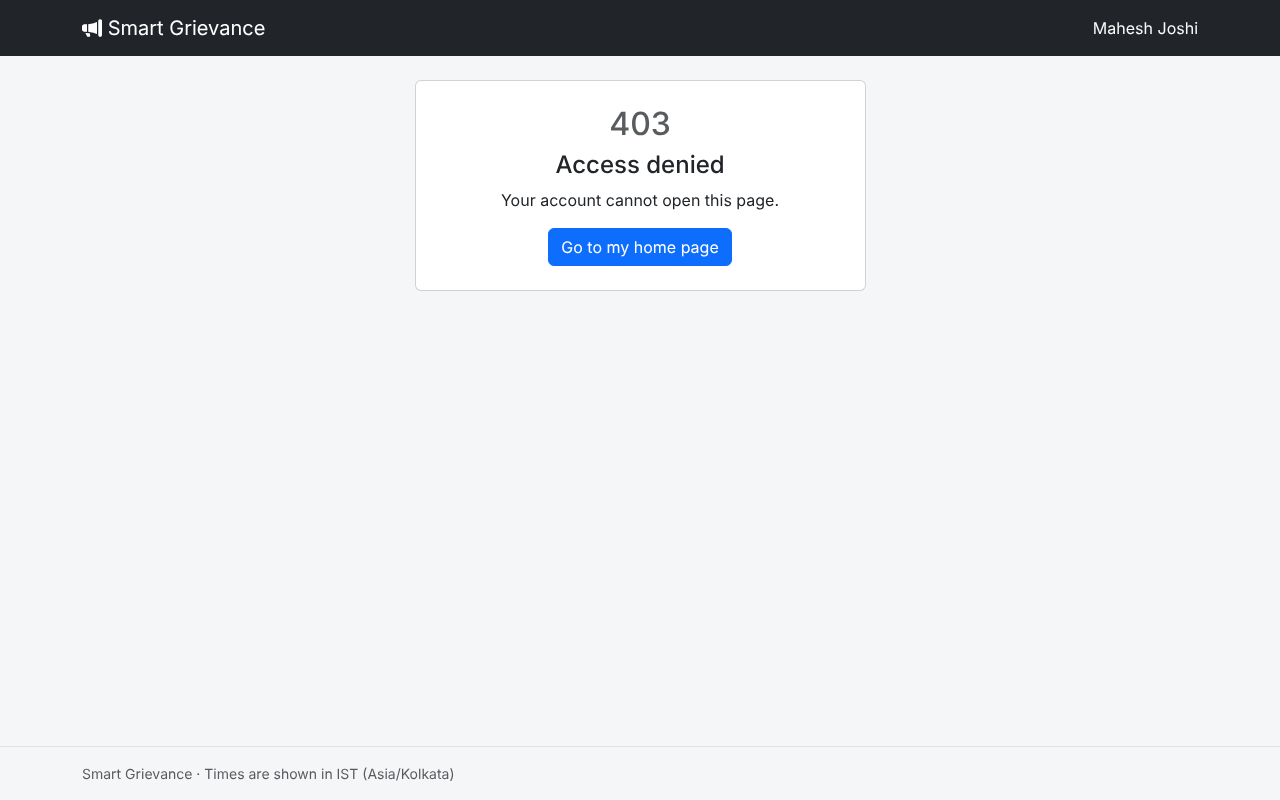 Smart Grievance
Mahesh Joshi
403
Access denied
Your account cannot open this page.
Go to my home page
Smart Grievance · Times are shown in IST (Asia/Kolkata)